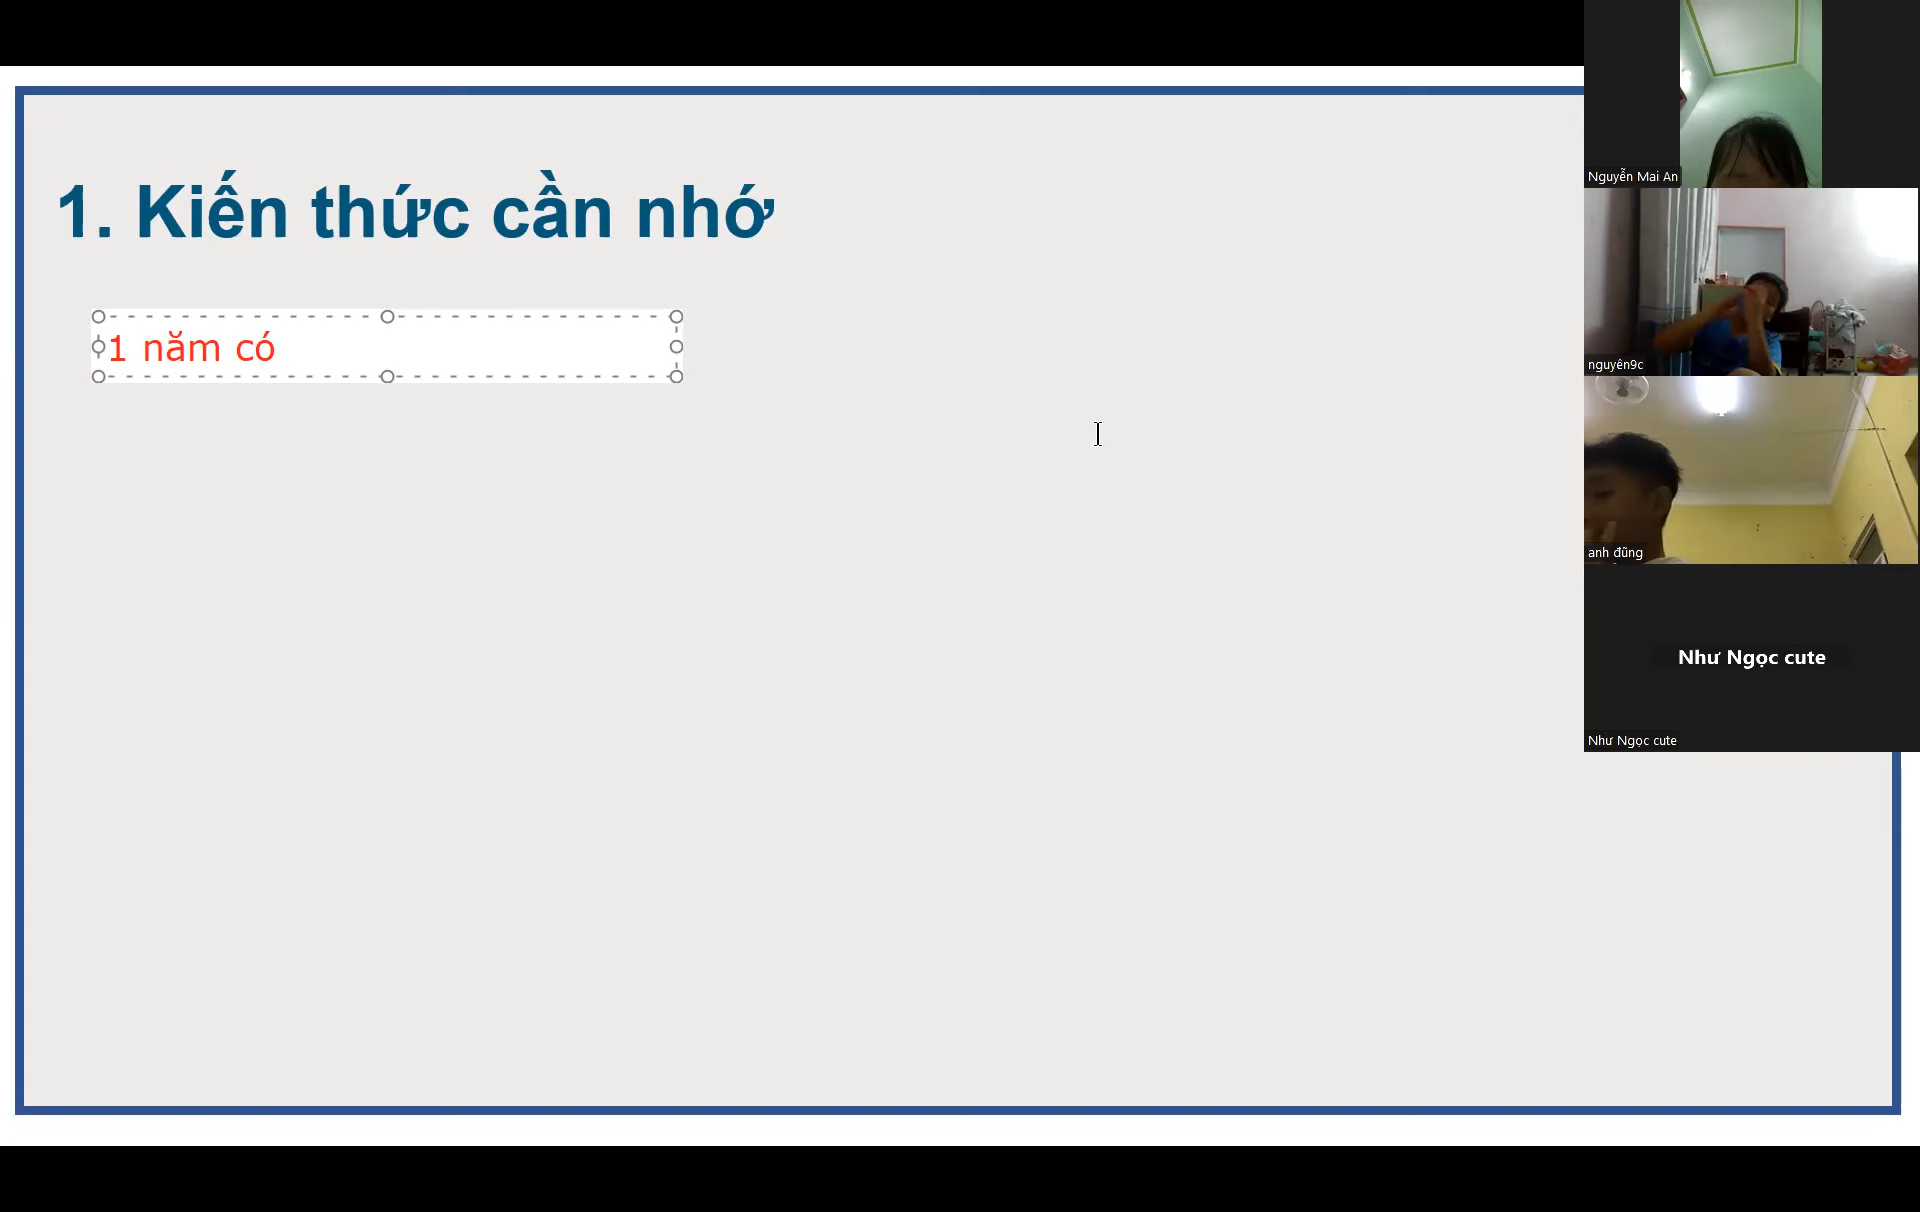 1. Kiến thức cần nhớ
1 năm có
Nguyễn Mai An
nguyên9c
anh đũng
Như Ngọc cute
Như Ngọc cute